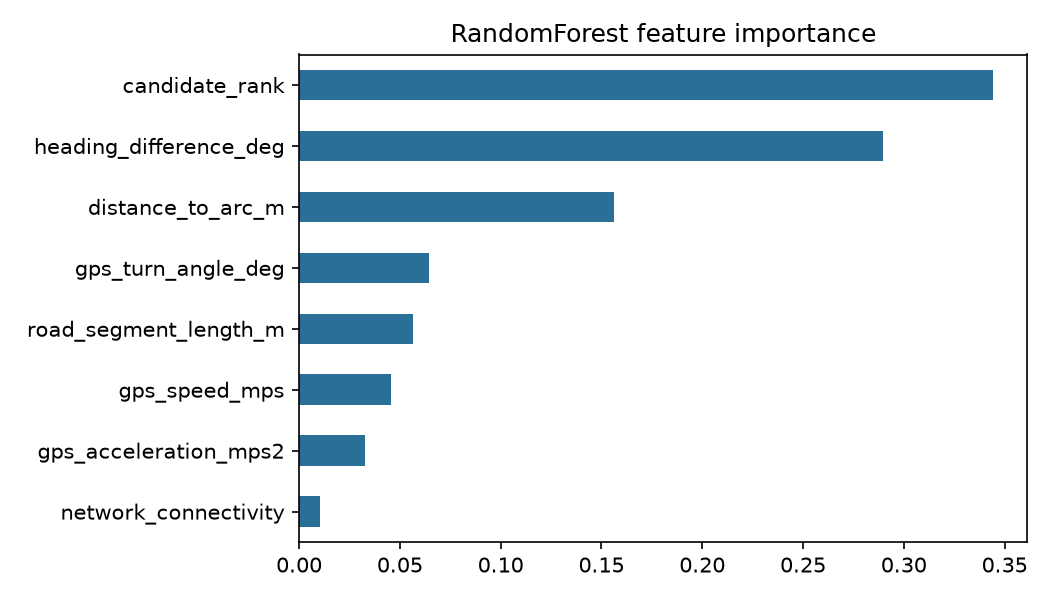 RandomForest feature importance
candidate_rank
heading_difference_deg
distance_to_arc_m
gps_turn_angle_deg
road_segment_length_m
gps_speed_mps
gps_acceleration_mps2
network_connectivity
0.00 0.05 0.10 0.15 0.20 0.25 0.30 0.35